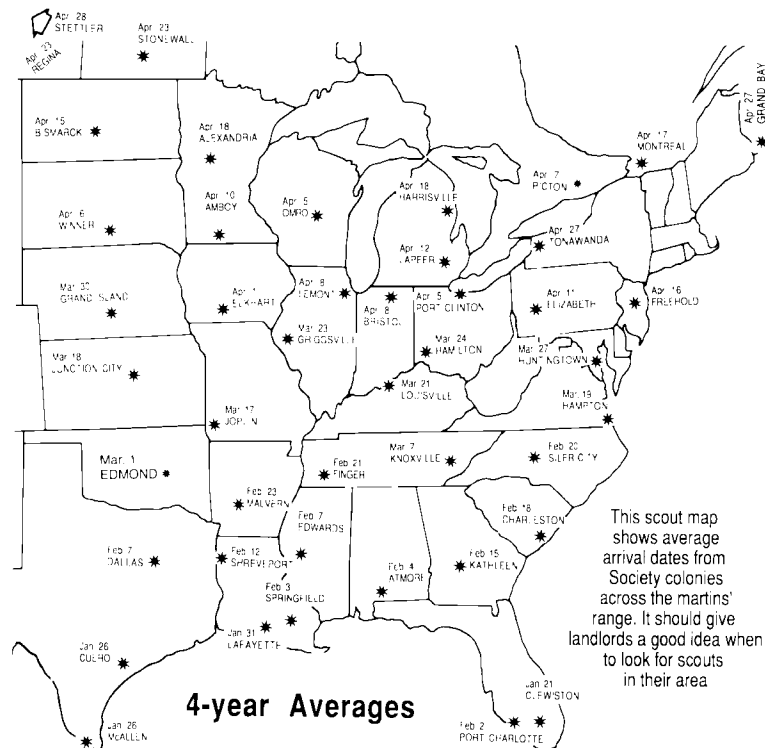 Apr. 28
STETTLER
Apr. 23
REGINA
Apr. 23
STONEWALL
Apr. 27
GRAND BAY
Apr. 15
BISMARCK
Apr. 18
ALEXANDRIA
Apr. 17
MONTREAL
Apr. 7
PICTON
Apr. 18
HARRISVILLE
Apr. 6
WINNER
Apr. 10
AMBOY
Apr. 5
OMRO
Apr. 27
TONAWANDA
Apr. 12
LAPEER
Mar. 30
GRAND ISLAND
Apr. 1
ELKHART
Apr. 8
LEMONT
Apr. 8
BRISTOL
Apr. 5
PORT CLINTON
Apr. 11
ELIZABETH
Apr. 16
FREEHOLD
Mar. 23
GRIGGSVILLE
Mar. 24
HAMILTON
Mar. 27
HUNTINGTOWN
Mar. 18
JUNCTION CITY
Mar. 21
LOUISVILLE
Mar. 19
HAMPTON
Mar. 17
JOPLIN
Mar. 1
EDMOND
Feb. 21
FINGER
Mar. 7
KNOXVILLE
Feb. 20
SILER CITY
Feb. 23
MALVERN
Feb. 7
EDWARDS
Feb. 18
CHARLESTON
Feb. 7
DALLAS
Feb. 12
SHREVEPORT
Feb. 3
SPRINGFIELD
Feb. 4
ATMORE
Feb. 15
KATHLEEN
Jan. 31
LAFAYETTE
Jan. 26
CUERO
Jan. 26
McALLEN
Jan. 21
CLEWISTON
Feb. 2
PORT CHARLOTTE
This scout map
shows average
arrival dates from
Society colonies
across the martins'
range. It should give
landlords a good idea when
to look for scouts
in their area
4-year Averages